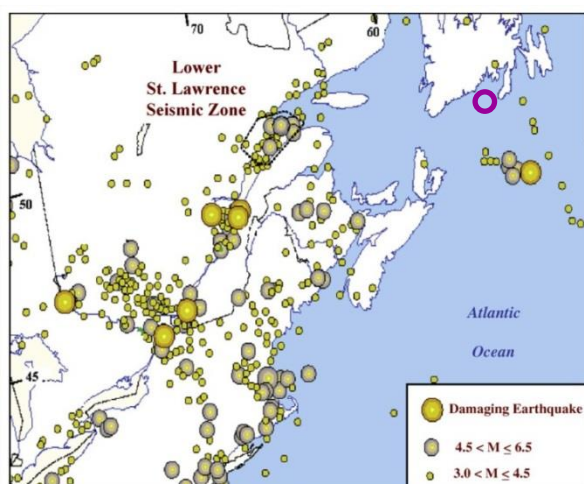 70
60
Lower
St. Lawrence
Seismic Zone
50
Atlantic
Ocean
45
Damaging Earthquake
4.5 < M ≤ 6.5
3.0 < M ≤ 4.5